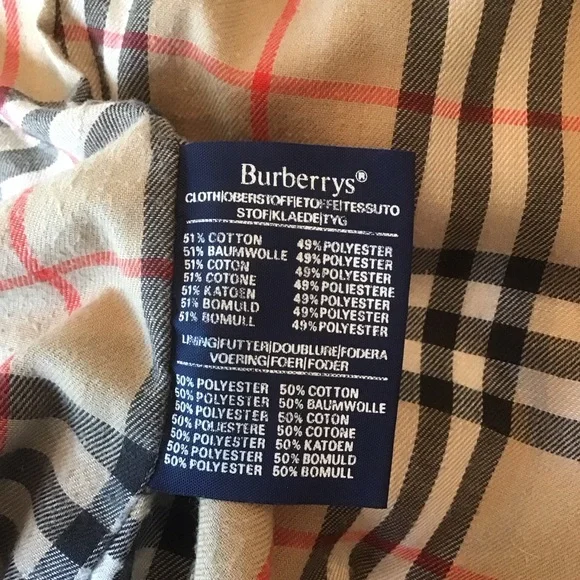 Burberrys®
CLOTH|OBERSTOFF|ETOFFE|TESSUTO
STOF|KLAEDE|TYG
51% COTTON 49% POLYESTER
51% BAUMWOLLE 49% POLYESTER
51% COTON 49% POLYESTER
51% COTONE 49% POLIESTERE
51% KATOEN 49% POLYESTER
51% BOMULD 49% POLYESTER
51% BOMULL 49% POLYESTER
LINING|FUTTER|DOUBLURE|FODERA
VOERING|FOER|FODER
50% POLYESTER 50% COTTON
50% POLYESTER 50% BAUMWOLLE
50% POLYESTER 50% COTON
50% POLIESTERE 50% COTONE
50% POLYESTER 50% KATOEN
50% POLYESTER 50% BOMULD
50% POLYESTER 50% BOMULL